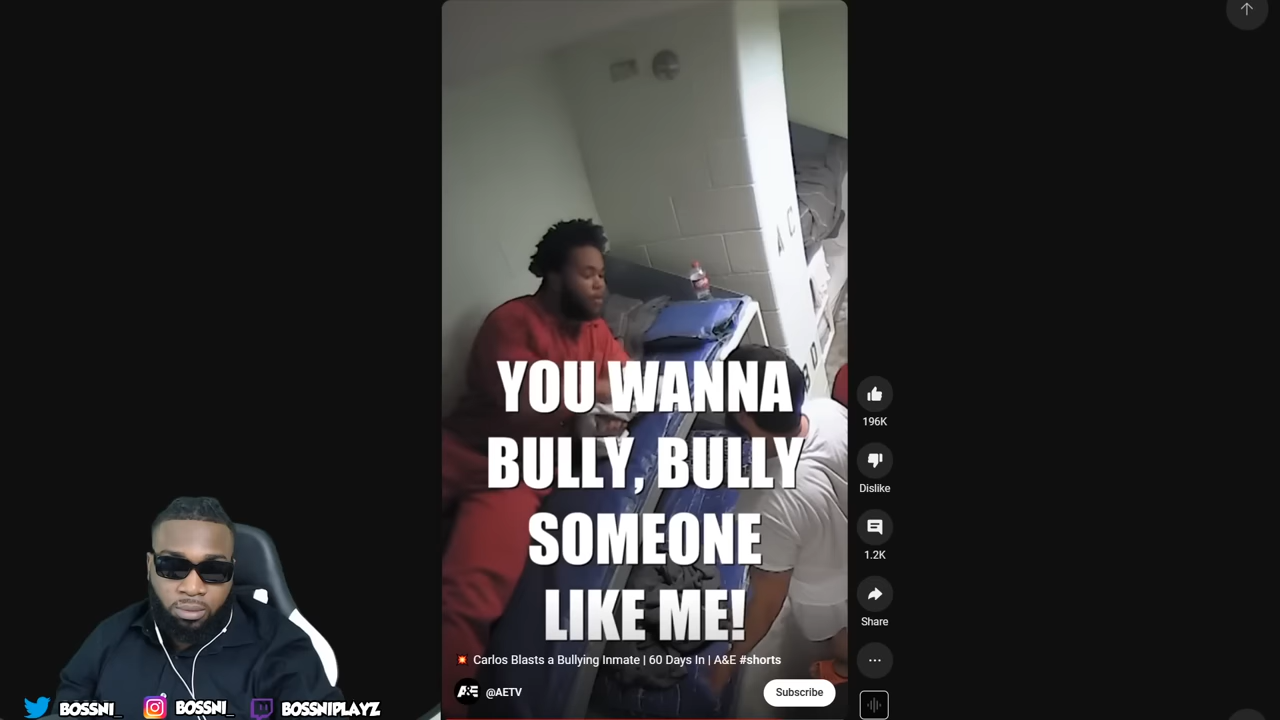 A C
B D
YOU WANNA
BULLY, BULLY
SOMEONE
LIKE ME!
196K
Dislike
1.2K
Share
💥 Carlos Blasts a Bullying Inmate | 60 Days In | A&E #shorts
A&E @AETV
Subscribe
BOSSNI_ BOSSNI_ BOSSNIPLAYZ